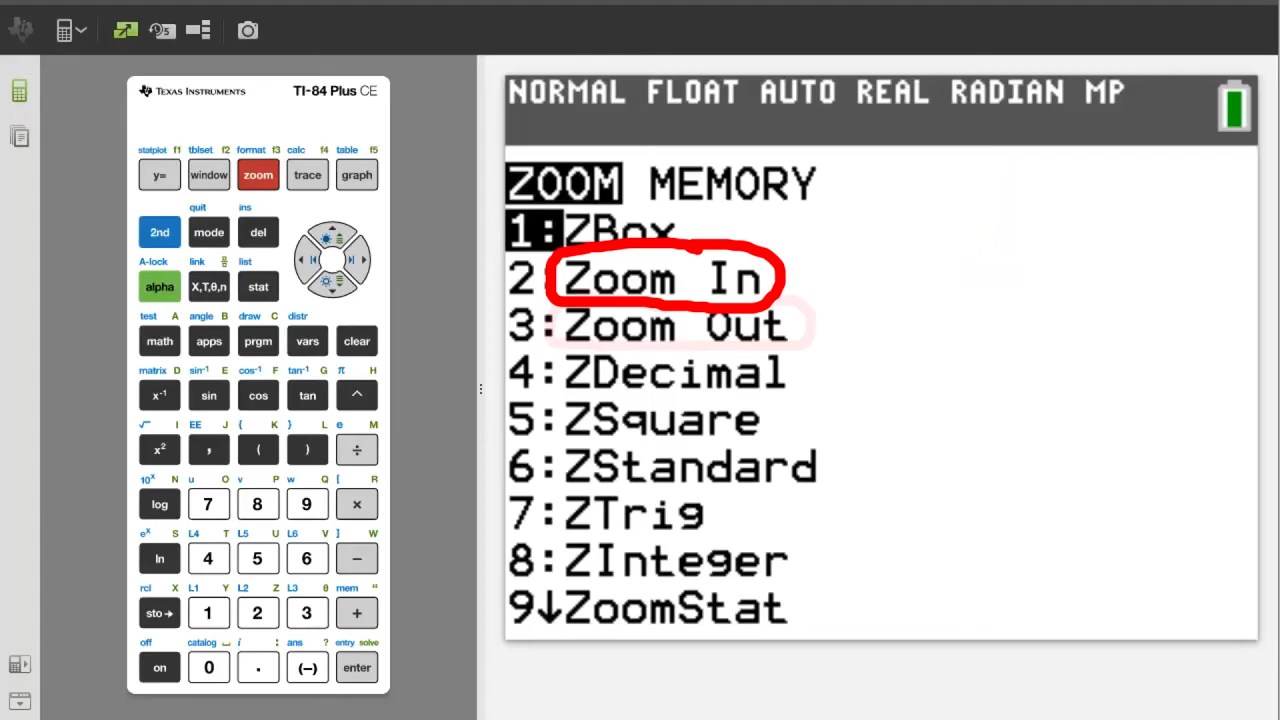 TEXAS INSTRUMENTS TI-84 Plus CE
statplot f1 tblset f2 format f3 calc f4 table f5
y= window zoom trace graph
quit ins
2nd mode del
A-lock link list
alpha X,T,θ,n stat
test A angle B draw C distr
math apps prgm vars clear
matrix D sin⁻¹ E cos⁻¹ F tan⁻¹ G π H
x⁻¹ sin cos tan ^
√ I EE J { K } L e M
x² , ( ) ÷
10ˣ N u O v P w Q [ R
log 7 8 9 ×
eˣ S L4 T L5 U L6 V ] W
ln 4 5 6 −
rcl X L1 Y L2 Z L3 θ mem "
sto→ 1 2 3 +
off catalog ⎵ i : ans ? entry solve
on 0 . (−) enter
NORMAL FLOAT AUTO REAL RADIAN MP
ZOOM MEMORY
1:ZBox
2 Zoom In
3:Zoom Out
4:ZDecimal
5:ZSquare
6:ZStandard
7:ZTrig
8:ZInteger
9↓ZoomStat